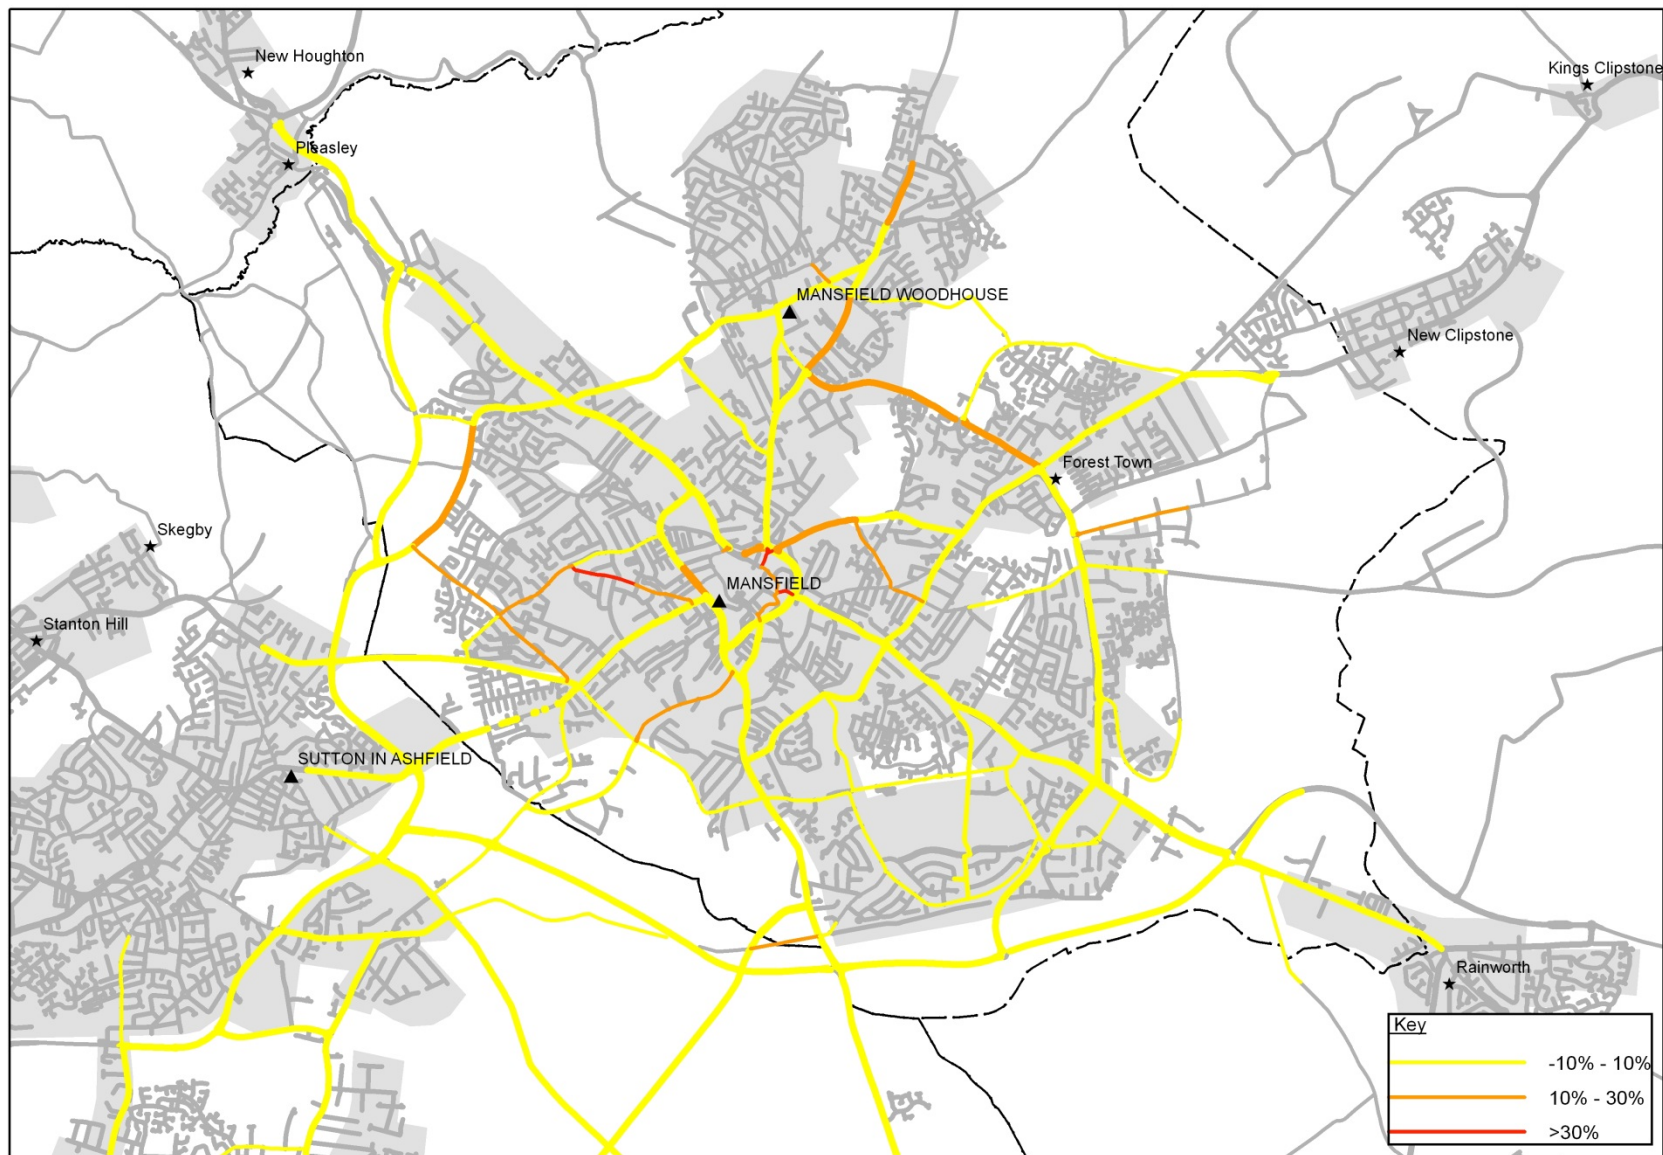 New Houghton
Kings Clipstone
Pleasley
MANSFIELD WOODHOUSE
New Clipstone
Forest Town
Skegby
MANSFIELD
Stanton Hill
SUTTON IN ASHFIELD
Rainworth
Key
-10% - 10%
10% - 30%
>30%